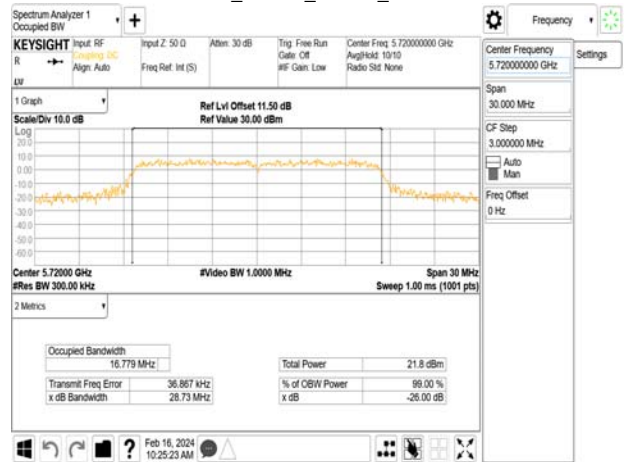 Spectrum Analyzer 1
Occupied BW
Frequency
KEYSIGHT
R
LXI
Input: RF
Coupling: DC
Align: Auto
Input Z: 50 Ω
Freq Ref: Int (S)
Atten: 30 dB
Trig: Free Run
Gate: Off
#IF Gain: Low
Center Freq: 5.720000000 GHz
Avg|Hold: 10/10
Radio Std: None
Center Frequency
5.720000000 GHz
Settings
Span
30.000 MHz
CF Step
3.000000 MHz
Auto
Man
Freq Offset
0 Hz
1 Graph
Scale/Div 10.0 dB
Ref Lvl Offset 11.50 dB
Ref Value 30.00 dBm
Log
20.0
10.0
0.00
-10.0
-20.0
-30.0
-40.0
-50.0
-60.0
Center 5.72000 GHz
#Res BW 300.00 kHz
#Video BW 1.0000 MHz
Span 30 MHz
Sweep 1.00 ms (1001 pts)
2 Metrics
Occupied Bandwidth
16.779 MHz
Total Power 21.8 dBm
Transmit Freq Error 36.867 kHz
% of OBW Power 99.00 %
x dB Bandwidth 28.73 MHz
x dB -26.00 dB
?
Feb 16, 2024
10:25:23 AM